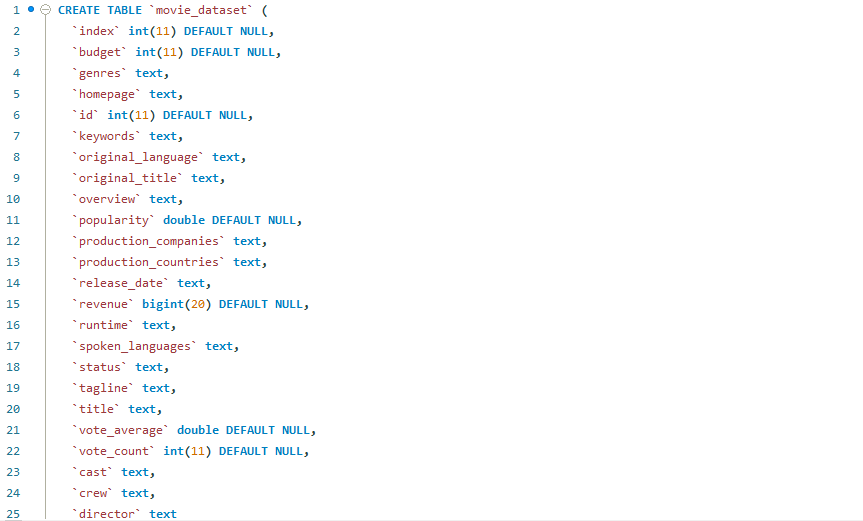 1 CREATE TABLE `movie_dataset` (
2 `index` int(11) DEFAULT NULL,
3 `budget` int(11) DEFAULT NULL,
4 `genres` text,
5 `homepage` text,
6 `id` int(11) DEFAULT NULL,
7 `keywords` text,
8 `original_language` text,
9 `original_title` text,
10 `overview` text,
11 `popularity` double DEFAULT NULL,
12 `production_companies` text,
13 `production_countries` text,
14 `release_date` text,
15 `revenue` bigint(20) DEFAULT NULL,
16 `runtime` text,
17 `spoken_languages` text,
18 `status` text,
19 `tagline` text,
20 `title` text,
21 `vote_average` double DEFAULT NULL,
22 `vote_count` int(11) DEFAULT NULL,
23 `cast` text,
24 `crew` text,
25 `director` text